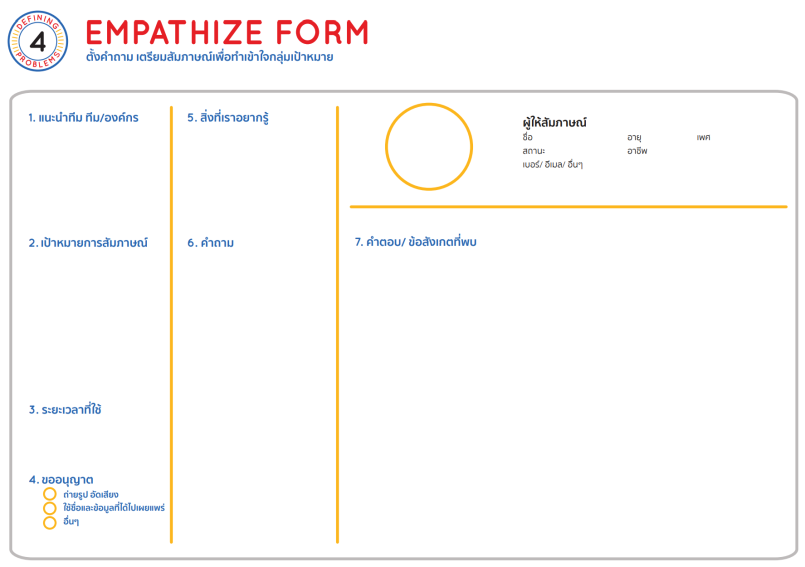 DEFINING
4
PROBLEMS
EMPATHIZE FORM
ตั้งคำถาม เตรียมสัมภาษณ์เพื่อทำเข้าใจกลุ่มเป้าหมาย
1. แนะนำทีม ทีม/องค์กร
2. เป้าหมายการสัมภาษณ์
3. ระยะเวลาที่ใช้
4. ขออนุญาต
ถ่ายรูป อัดเสียง
ใช้ชื่อและข้อมูลที่ได้ไปเผยแพร่
อื่นๆ
5. สิ่งที่เราอยากรู้
6. คำถาม
ผู้ให้สัมภาษณ์
ชื่อ อายุ เพศ
สถานะ อาชีพ
เบอร์/ อีเมล/ อื่นๆ
7. คำตอบ/ ข้อสังเกตที่พบ